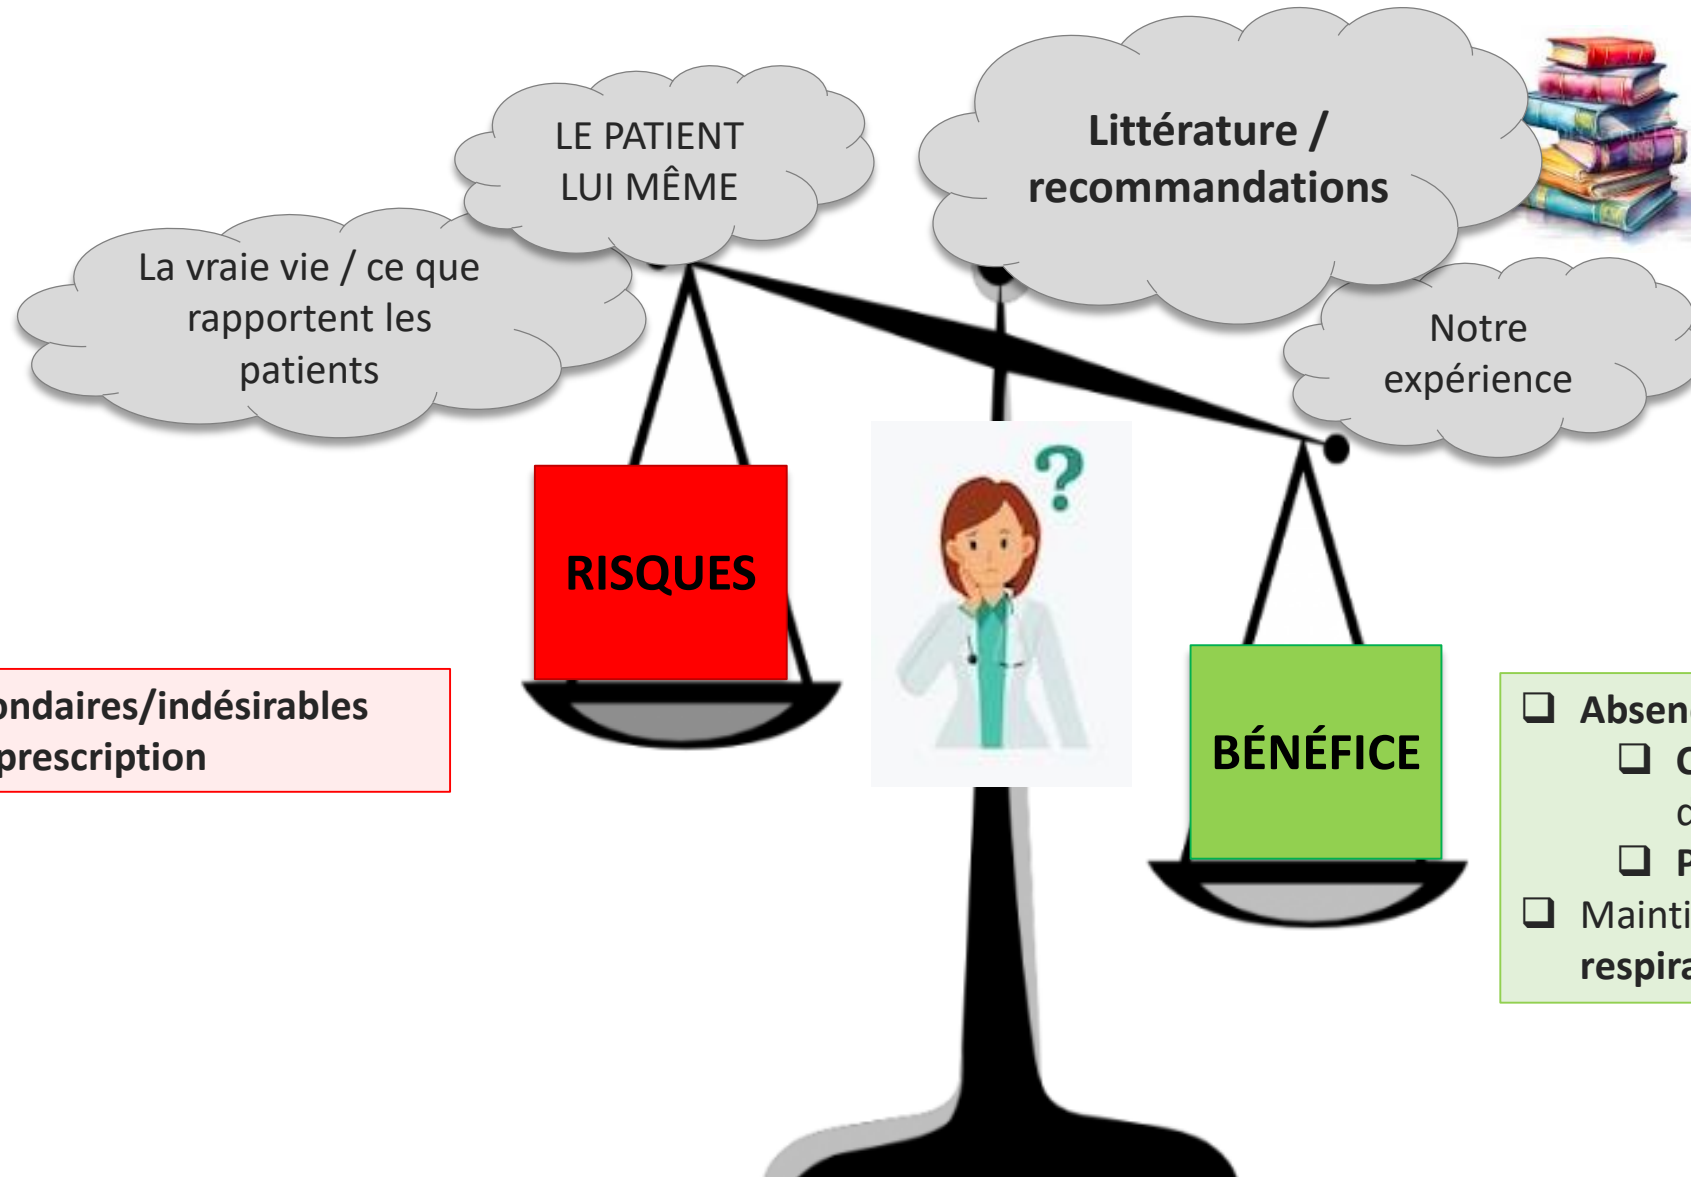 LE PATIENT
LUI MÊME
Littérature /
recommandations
La vraie vie / ce que
rapportent les
patients
Notre
expérience
?
RISQUES
BÉNÉFICE
ondaires/indésirables
prescription
Absen
respira
Mainti